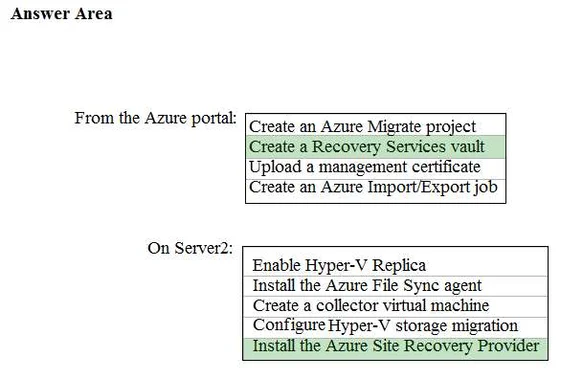 Answer Area
From the Azure portal:
Create an Azure Migrate project
Create a Recovery Services vault
Upload a management certificate
Create an Azure Import/Export job
On Server2:
Enable Hyper-V Replica
Install the Azure File Sync agent
Create a collector virtual machine
Configure Hyper-V storage migration
Install the Azure Site Recovery Provider